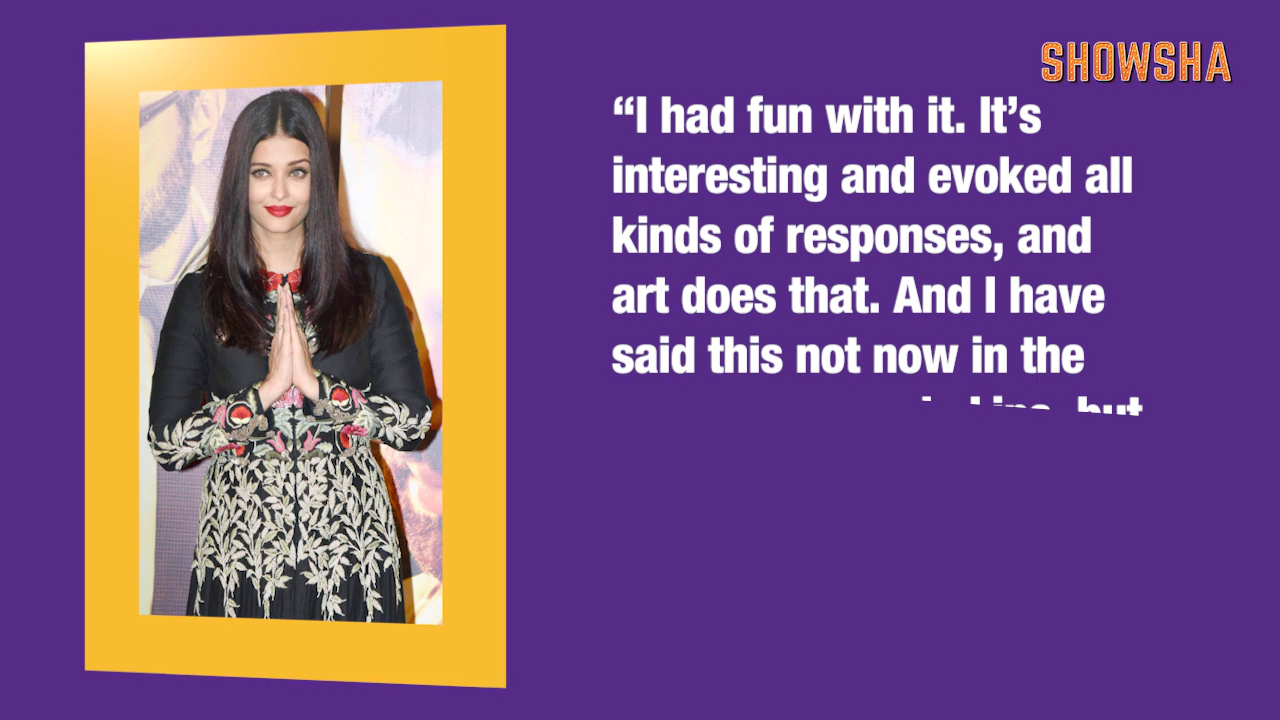 SHOWSHA
“I had fun with it. It’s
interesting and evoked all
kinds of responses, and
art does that. And I have
said this not now in the
but